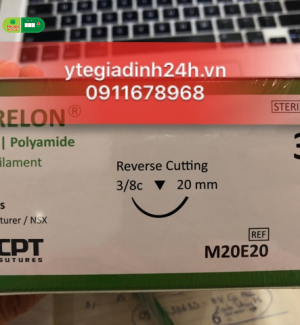 ytegiadinh24h.vn
0911678968
RELON®
STERI
| Polyamide
filament
3
Reverse Cutting
3/8c ▼ 20 mm
s
turer / NSX
CPT
SUTURES
REF
M20E20